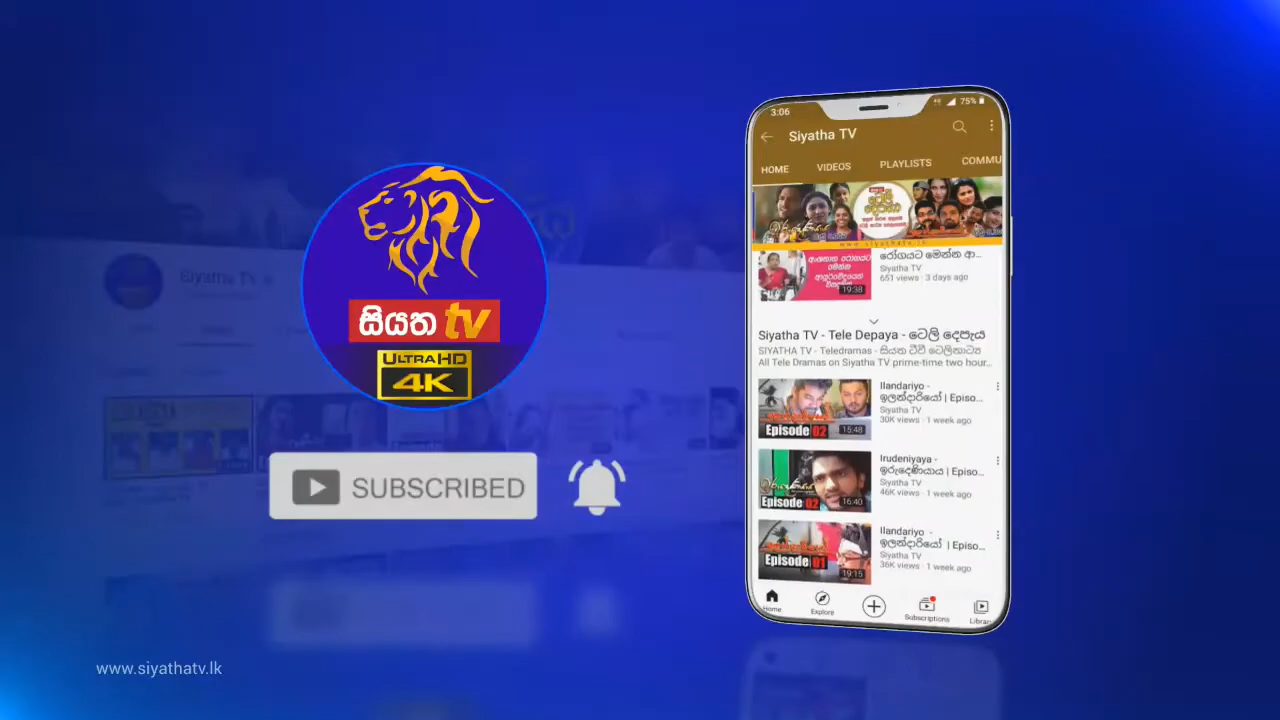 සියත tv
ULTRA HD
4K
SUBSCRIBED
www.siyathatv.lk
3:06
75%
Siyatha TV
HOME VIDEOS PLAYLISTS COMMU
www.siyathatv.lk
19:38
රෝගයට මෙන්න ආ...
Siyatha TV
651 views · 3 days ago
Siyatha TV - Tele Depaya - ටෙලි දෙපැය
SIYATHA TV - Teledramas - සියත ටීවී ටෙලිනාට්‍ය
All Tele Dramas on Siyatha TV prime-time two hour...
Episode 02
15:48
Ilandariyo -
ඉලන්දාරියෝ | Episo...
Siyatha TV
30K views · 1 week ago
Episode 02
16:40
Irudeniyaya -
ඉරුදෙණියාය | Episo...
Siyatha TV
46K views · 1 week ago
Episode 01
19:15
Ilandariyo -
ඉලන්දාරියෝ | Episo...
Siyatha TV
36K views · 1 week ago
Home Explore Subscriptions Library